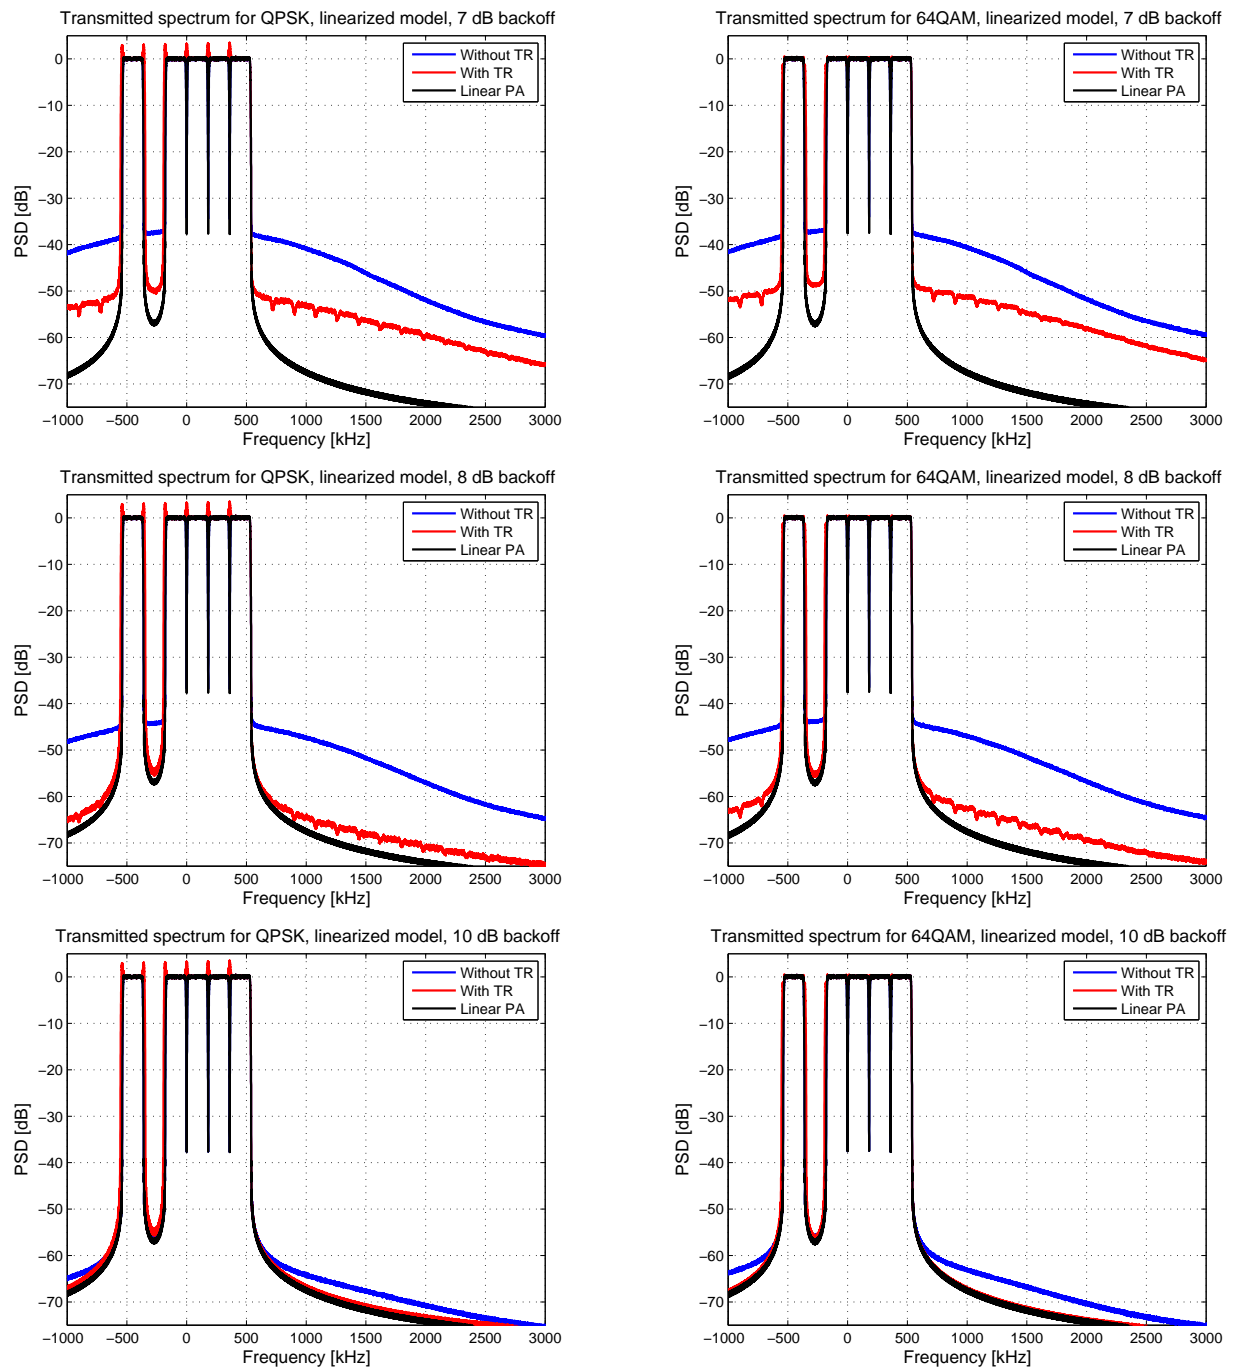 Transmitted spectrum for QPSK, linearized model, 7 dB backoff
Without TR
With TR
Linear PA
0
−10
−20
−30
−40
−50
−60
−70
PSD [dB]
−1000 −500 0 500 1000 1500 2000 2500 3000
Frequency [kHz]
Transmitted spectrum for 64QAM, linearized model, 7 dB backoff
Without TR
With TR
Linear PA
0
−10
−20
−30
−40
−50
−60
−70
PSD [dB]
−1000 −500 0 500 1000 1500 2000 2500 3000
Frequency [kHz]
Transmitted spectrum for QPSK, linearized model, 8 dB backoff
Without TR
With TR
Linear PA
0
−10
−20
−30
−40
−50
−60
−70
PSD [dB]
−1000 −500 0 500 1000 1500 2000 2500 3000
Frequency [kHz]
Transmitted spectrum for 64QAM, linearized model, 8 dB backoff
Without TR
With TR
Linear PA
0
−10
−20
−30
−40
−50
−60
−70
PSD [dB]
−1000 −500 0 500 1000 1500 2000 2500 3000
Frequency [kHz]
Transmitted spectrum for QPSK, linearized model, 10 dB backoff
Without TR
With TR
Linear PA
0
−10
−20
−30
−40
−50
−60
−70
PSD [dB]
−1000 −500 0 500 1000 1500 2000 2500 3000
Frequency [kHz]
Transmitted spectrum for 64QAM, linearized model, 10 dB backoff
Without TR
With TR
Linear PA
0
−10
−20
−30
−40
−50
−60
−70
PSD [dB]
−1000 −500 0 500 1000 1500 2000 2500 3000
Frequency [kHz]